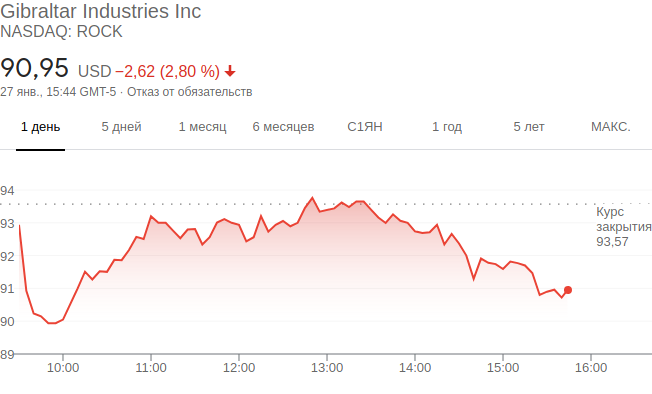 Gibraltar Industries Inc
NASDAQ: ROCK
90,95 USD −2,62 (2,80 %)
27 янв., 15:44 GMT-5 · Отказ от обязательств
1 день 5 дней 1 месяц 6 месяцев С1ЯН 1 год 5 лет МАКС.
94
Курс
закрытия
93,57
93
92
91
90
89
10:00 11:00 12:00 13:00 14:00 15:00 16:00